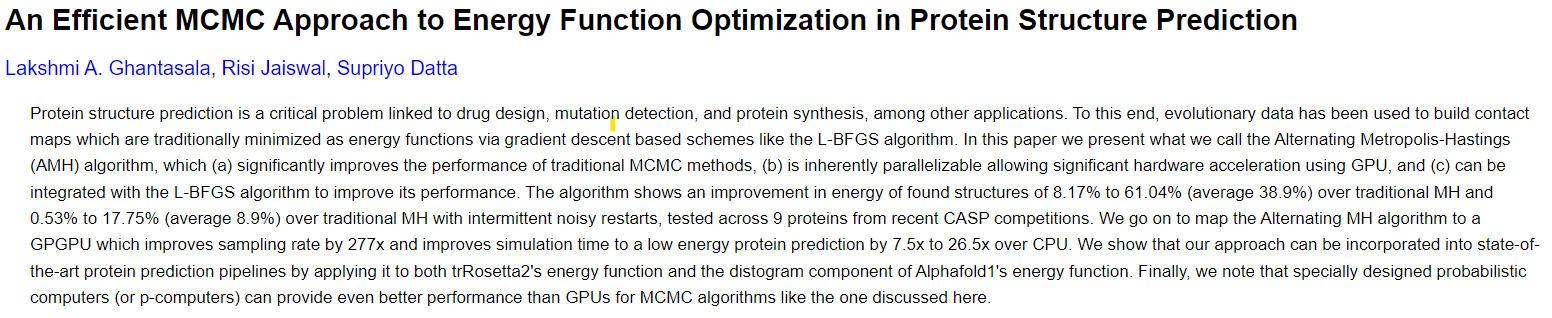 An Efficient MCMC Approach to Energy Function Optimization in Protein Structure Prediction
Lakshmi A. Ghantasala, Risi Jaiswal, Supriyo Datta
Protein structure prediction is a critical problem linked to drug design, mutation detection, and protein synthesis, among other applications. To this end, evolutionary data has been used to build contact
maps which are traditionally minimized as energy functions via gradient descent based schemes like the L-BFGS algorithm. In this paper we present what we call the Alternating Metropolis-Hastings
(AMH) algorithm, which (a) significantly improves the performance of traditional MCMC methods, (b) is inherently parallelizable allowing significant hardware acceleration using GPU, and (c) can be
integrated with the L-BFGS algorithm to improve its performance. The algorithm shows an improvement in energy of found structures of 8.17% to 61.04% (average 38.9%) over traditional MH and
0.53% to 17.75% (average 8.9%) over traditional MH with intermittent noisy restarts, tested across 9 proteins from recent CASP competitions. We go on to map the Alternating MH algorithm to a
GPGPU which improves sampling rate by 277x and improves simulation time to a low energy protein prediction by 7.5x to 26.5x over CPU. We show that our approach can be incorporated into state-of-
the-art protein prediction pipelines by applying it to both trRosetta2's energy function and the distogram component of Alphafold1's energy function. Finally, we note that specially designed probabilistic
computers (or p-computers) can provide even better performance than GPUs for MCMC algorithms like the one discussed here.